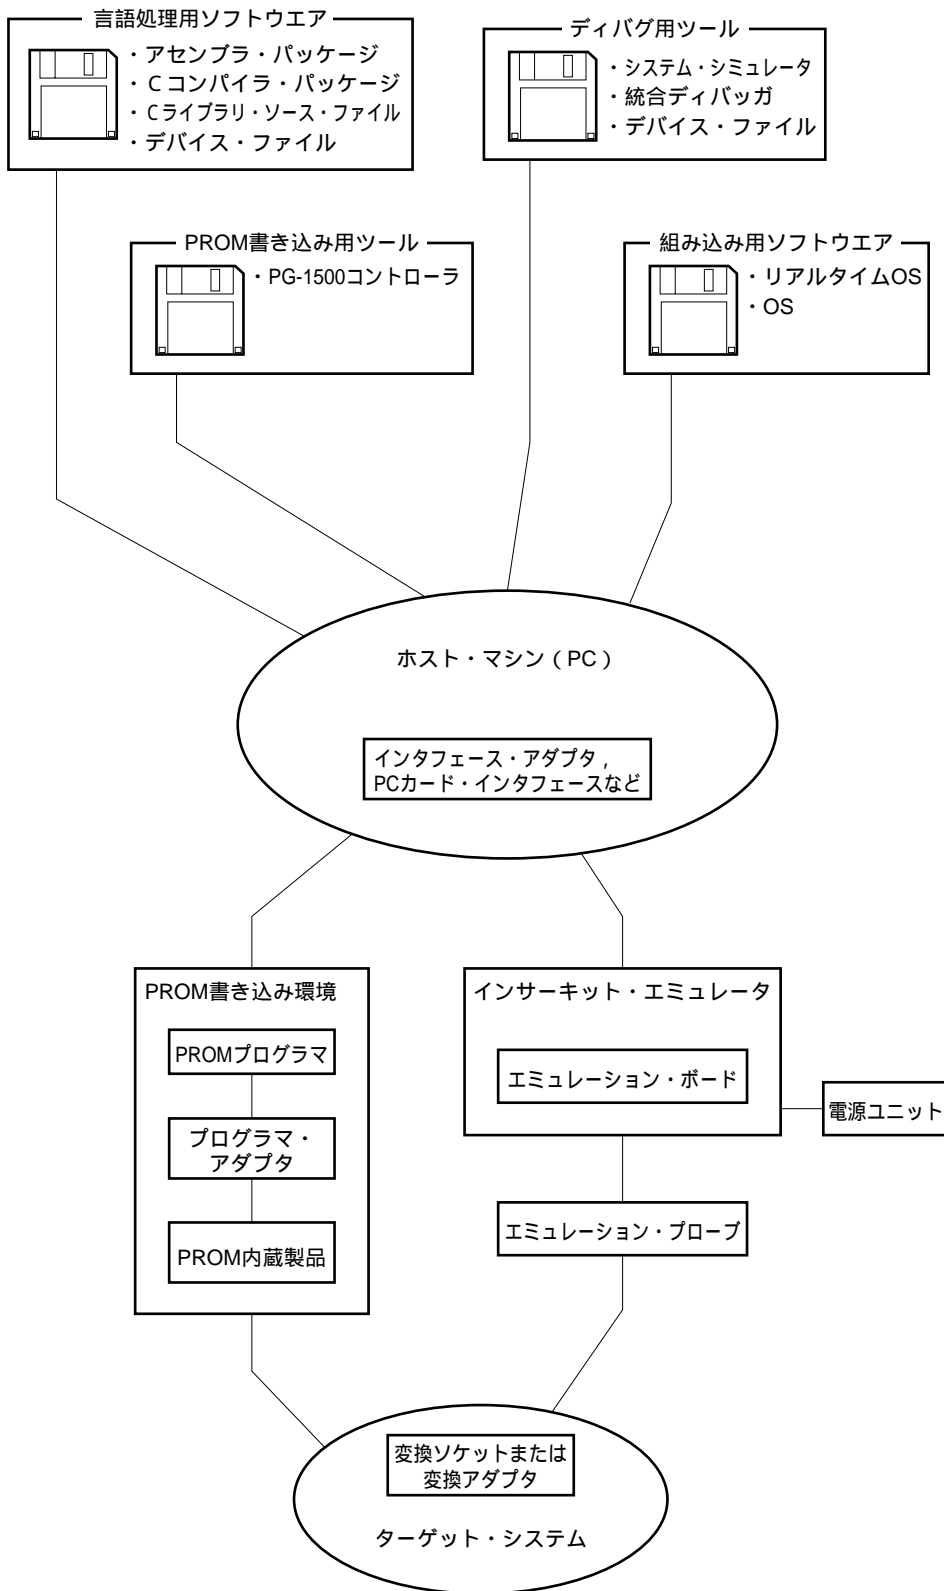 言語処理用ソフトウエア
・アセンブラ・パッケージ
・Ｃコンパイラ・パッケージ
・Ｃライブラリ・ソース・ファイル
・デバイス・ファイル
ディバグ用ツール
・システム・シミュレータ
・統合ディバッガ
・デバイス・ファイル
PROM書き込み用ツール
・PG-1500コントローラ
組み込み用ソフトウエア
・リアルタイムOS
・OS
ホスト・マシン（PC）
インタフェース・アダプタ，
PCカード・インタフェースなど
PROM書き込み環境
PROMプログラマ
プログラマ・
アダプタ
PROM内蔵製品
インサーキット・エミュレータ
エミュレーション・ボード
電源ユニット
エミュレーション・プローブ
変換ソケットまたは
変換アダプタ
ターゲット・システム